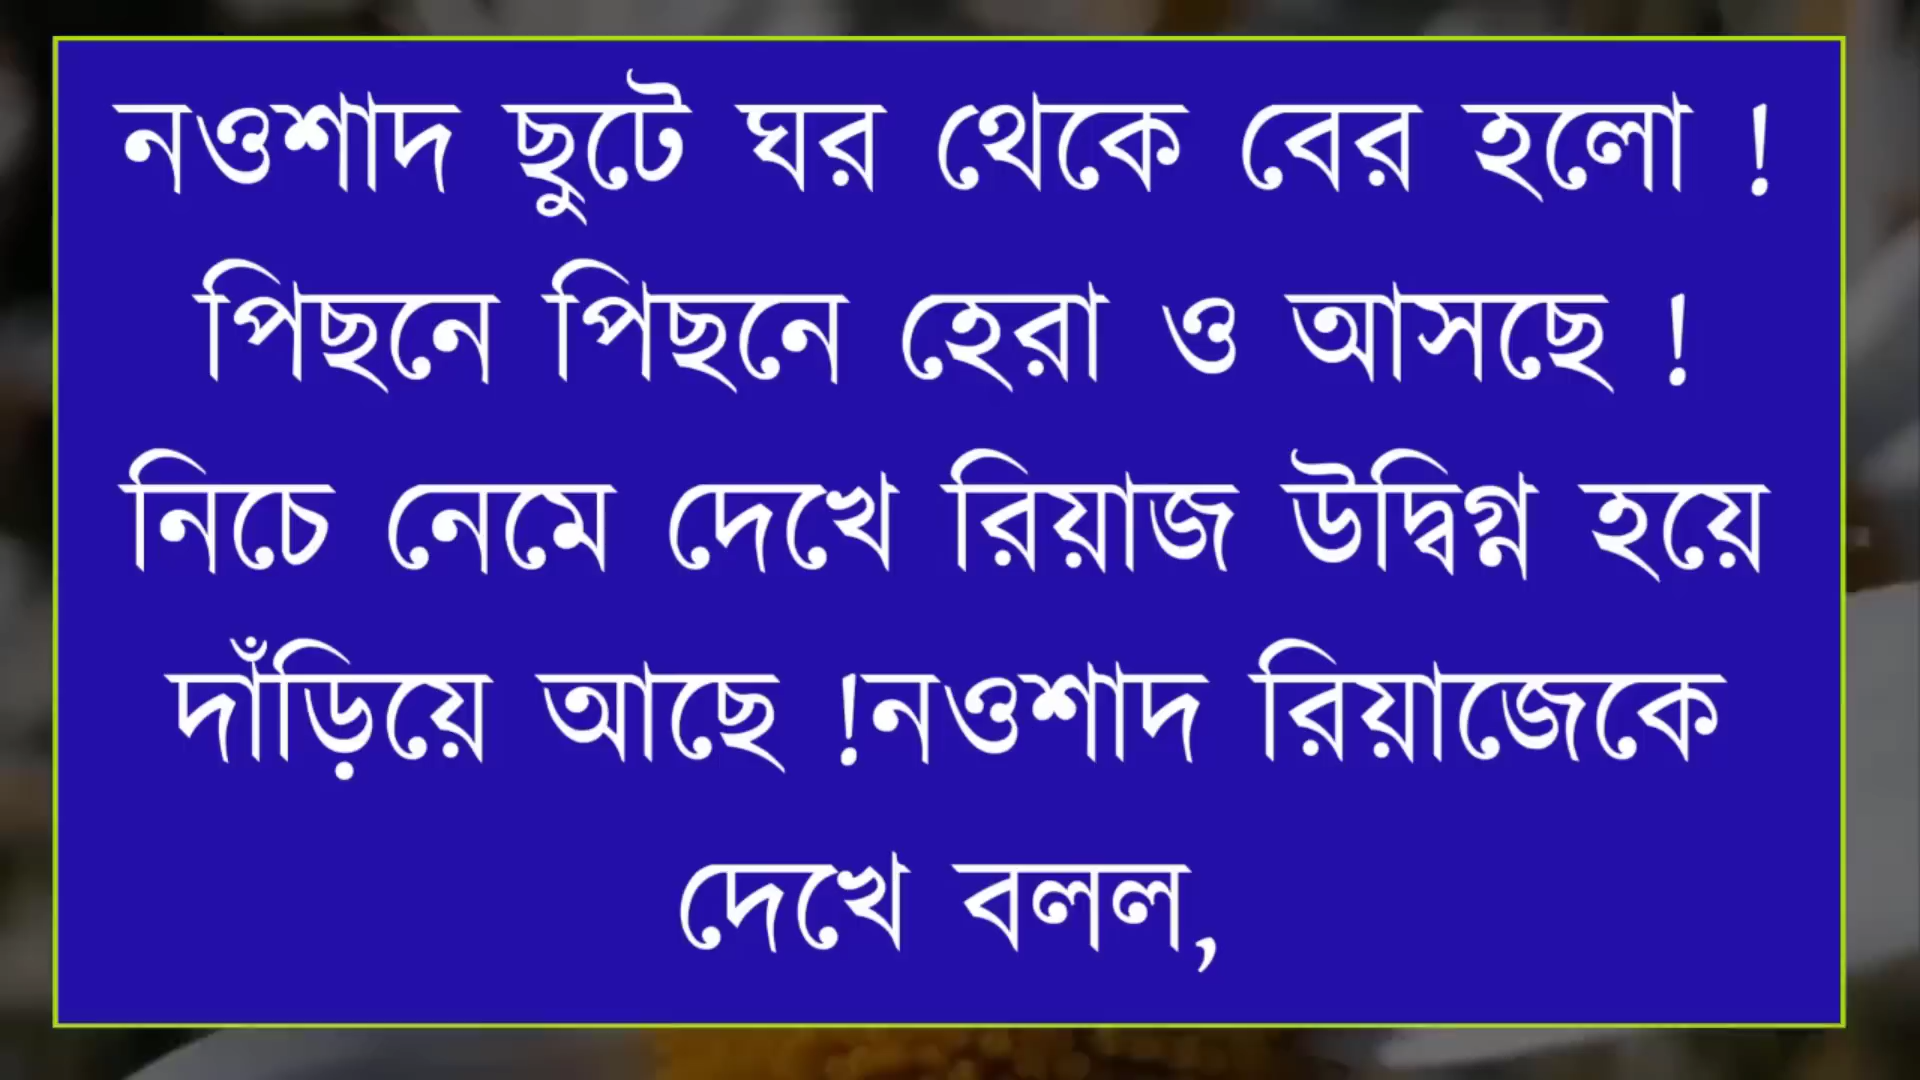 নওশাদ ছুটে ঘর থেকে বের হলো !
পিছনে পিছনে হেরা ও আসছে !
নিচে নেমে দেখে রিয়াজ উদ্বিগ্ন হয়ে
দাঁড়িয়ে আছে !নওশাদ রিয়াজেকে
দেখে বলল,